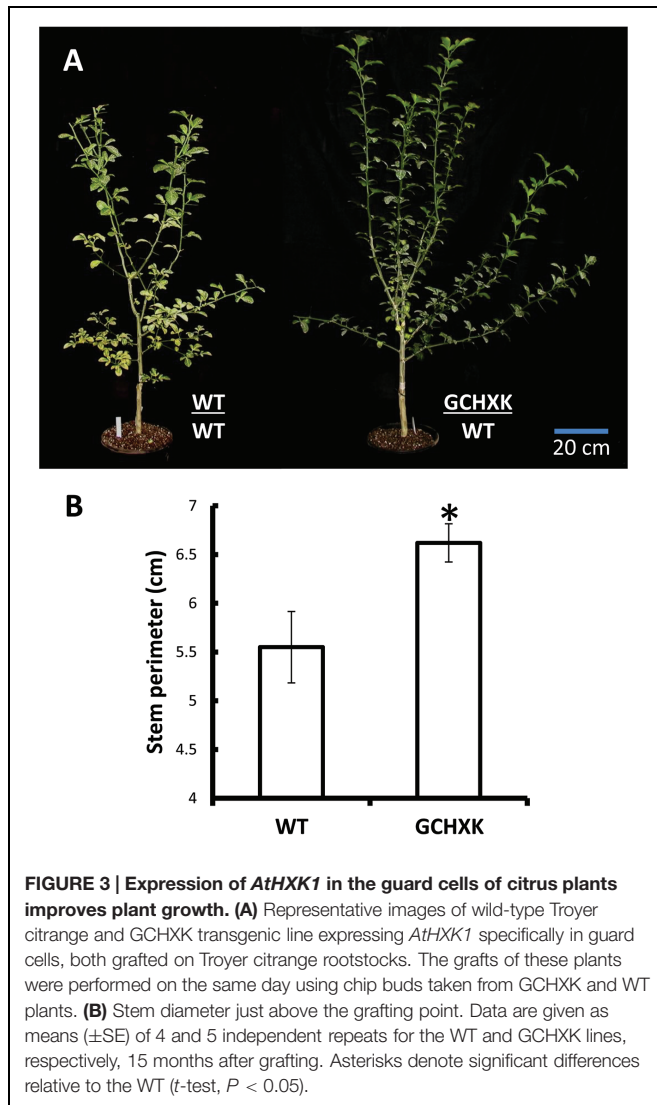 A
WT
WT
GCHXK
WT
20 cm
B
7
6.5
6
5.5
5
4.5
4
Stem perimeter (cm)
*
WT
GCHXK
FIGURE 3 | Expression of AtHXK1 in the guard cells of citrus plants
improves plant growth. (A) Representative images of wild-type Troyer
citrange and GCHXK transgenic line expressing AtHXK1 specifically in guard
cells, both grafted on Troyer citrange rootstocks. The grafts of these plants
were performed on the same day using chip buds taken from GCHXK and WT
plants. (B) Stem diameter just above the grafting point. Data are given as
means (±SE) of 4 and 5 independent repeats for the WT and GCHXK lines,
respectively, 15 months after grafting. Asterisks denote significant differences
relative to the WT (t-test, P < 0.05).